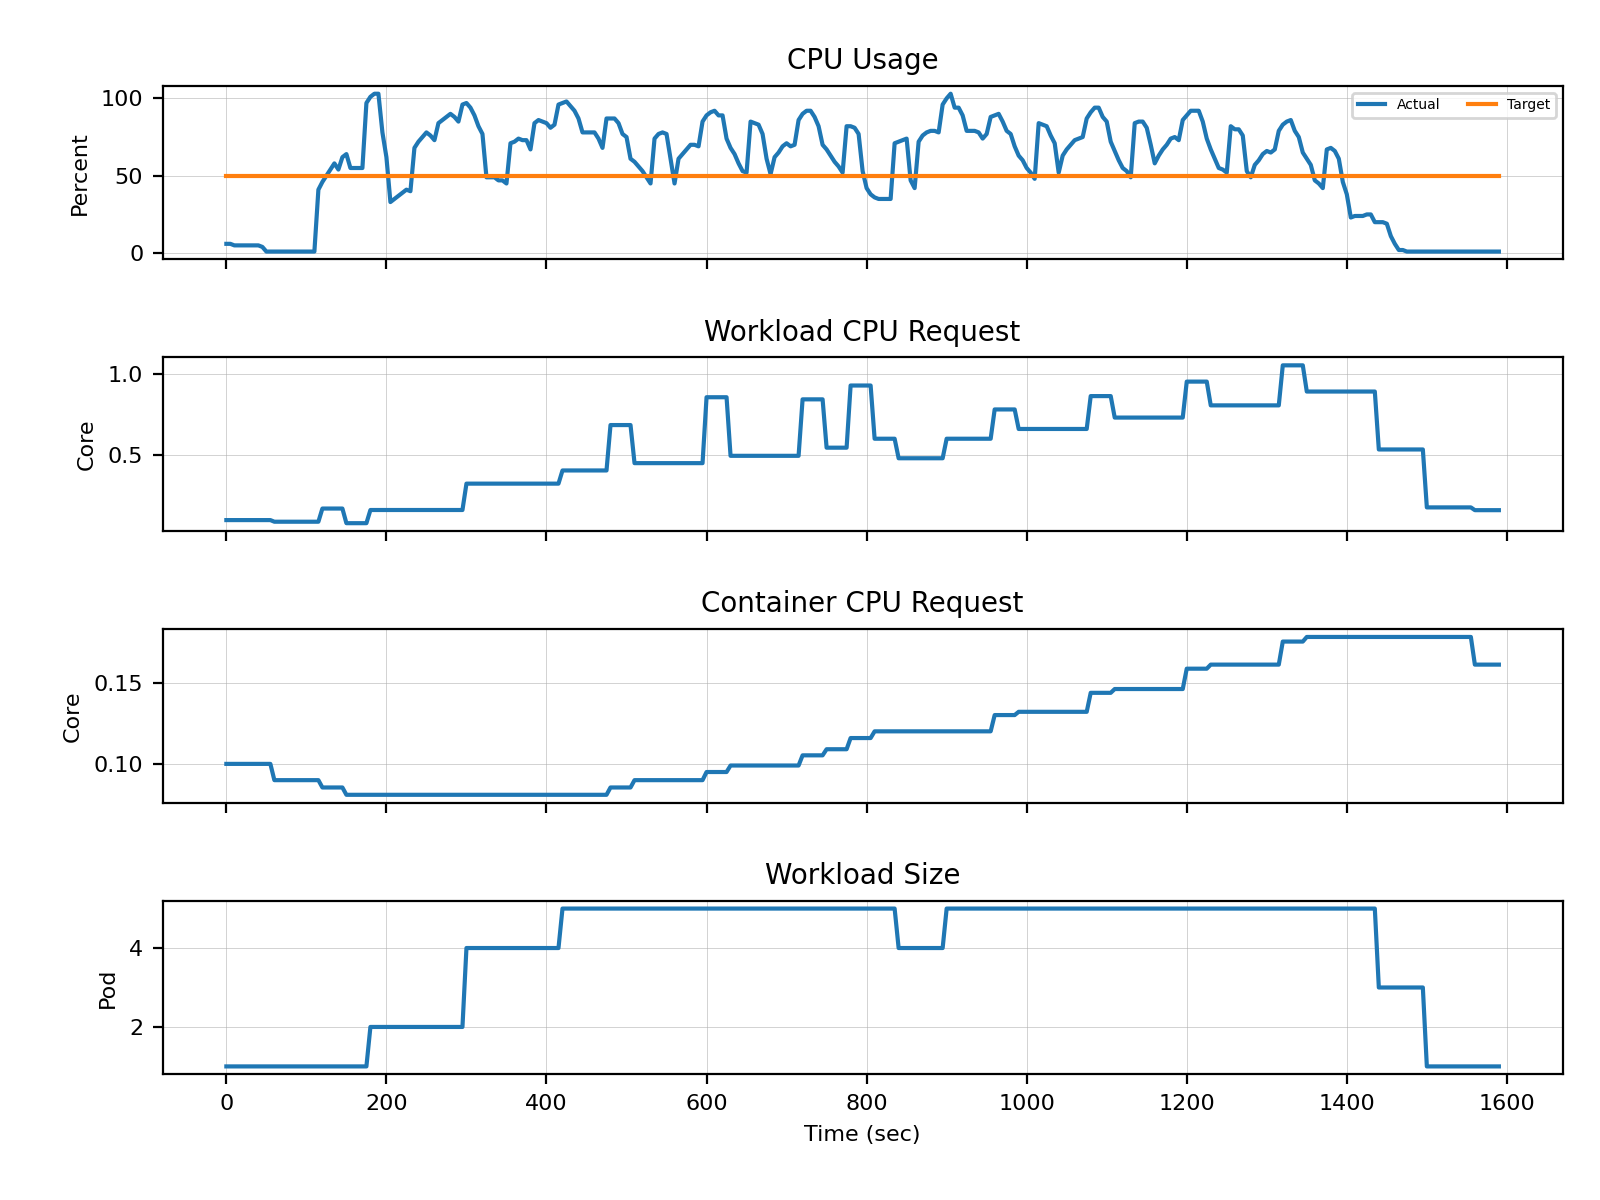 CPU Usage
Percent
100
50
0
Actual Target
Workload CPU Request
Core
1.0
0.5
Container CPU Request
Core
0.15
0.10
Workload Size
Pod
4
2
0 200 400 600 800 1000 1200 1400 1600
Time (sec)